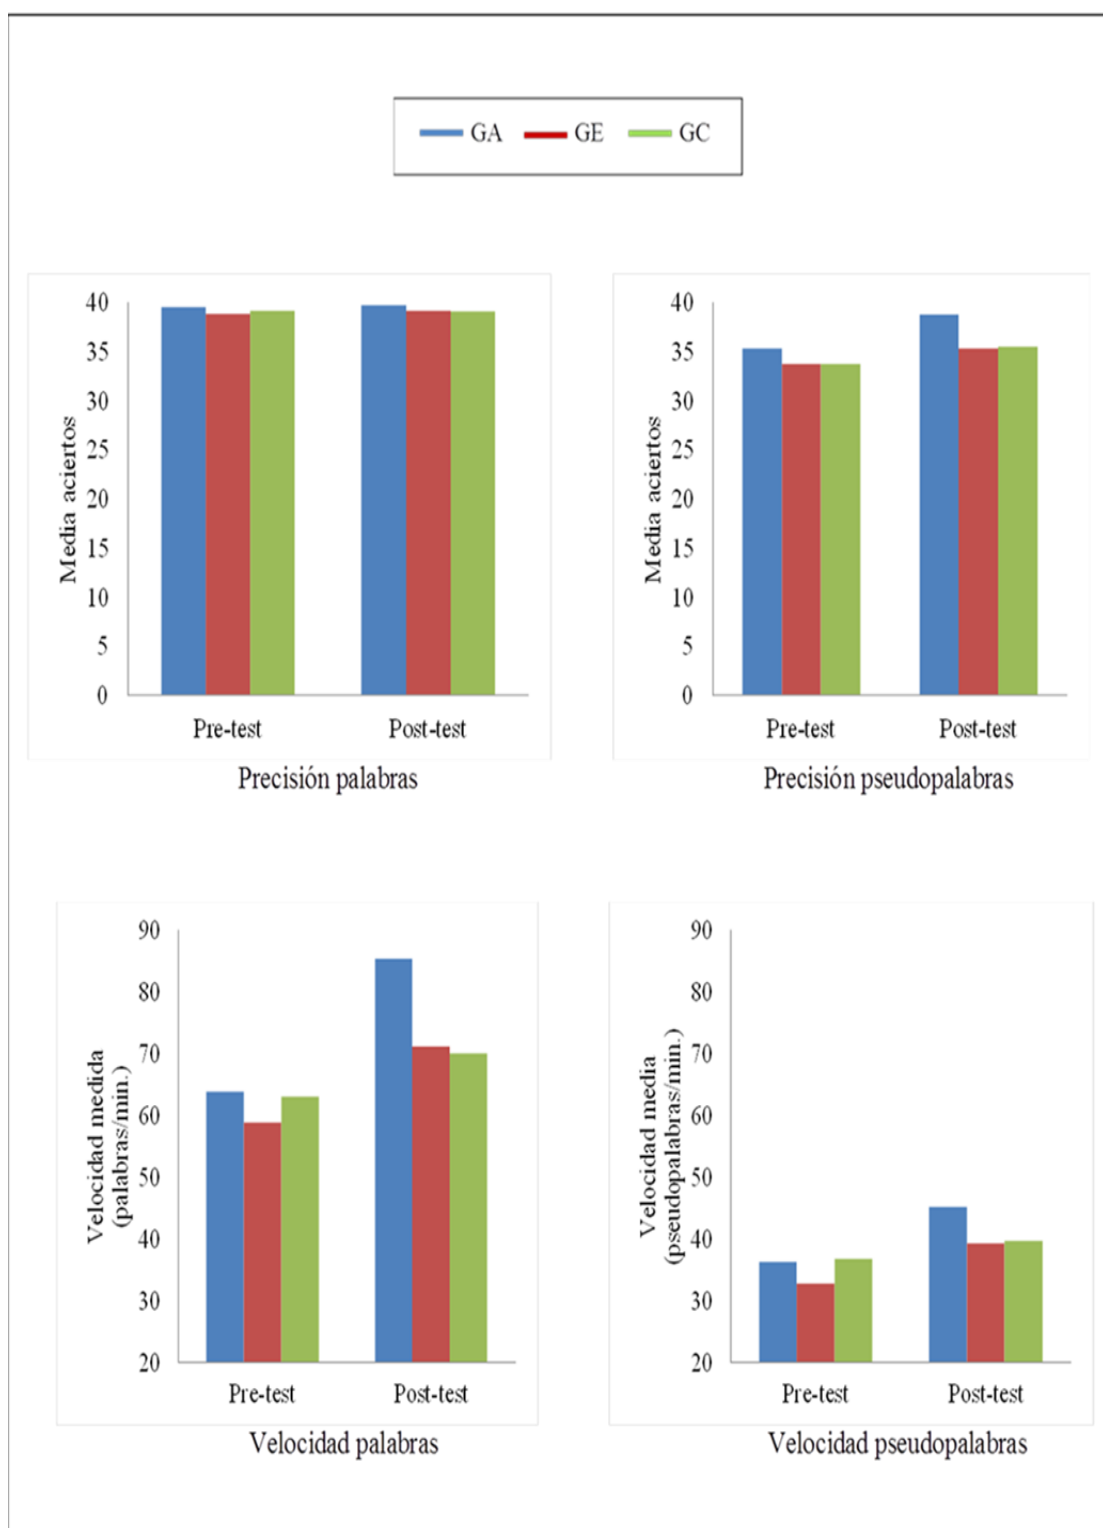 GA GE GC
40
35
30
25
20
15
10
5
0
Media aciertos
Pre-test Post-test
Precisión palabras
40
35
30
25
20
15
10
5
0
Media aciertos
Pre-test Post-test
Precisión pseudopalabras
90
80
70
60
50
40
30
20
Velocidad medida
(palabras/min.)
Pre-test Post-test
Velocidad palabras
90
80
70
60
50
40
30
20
Velocidad media
(pseudopalabras/min.)
Pre-test Post-test
Velocidad pseudopalabras